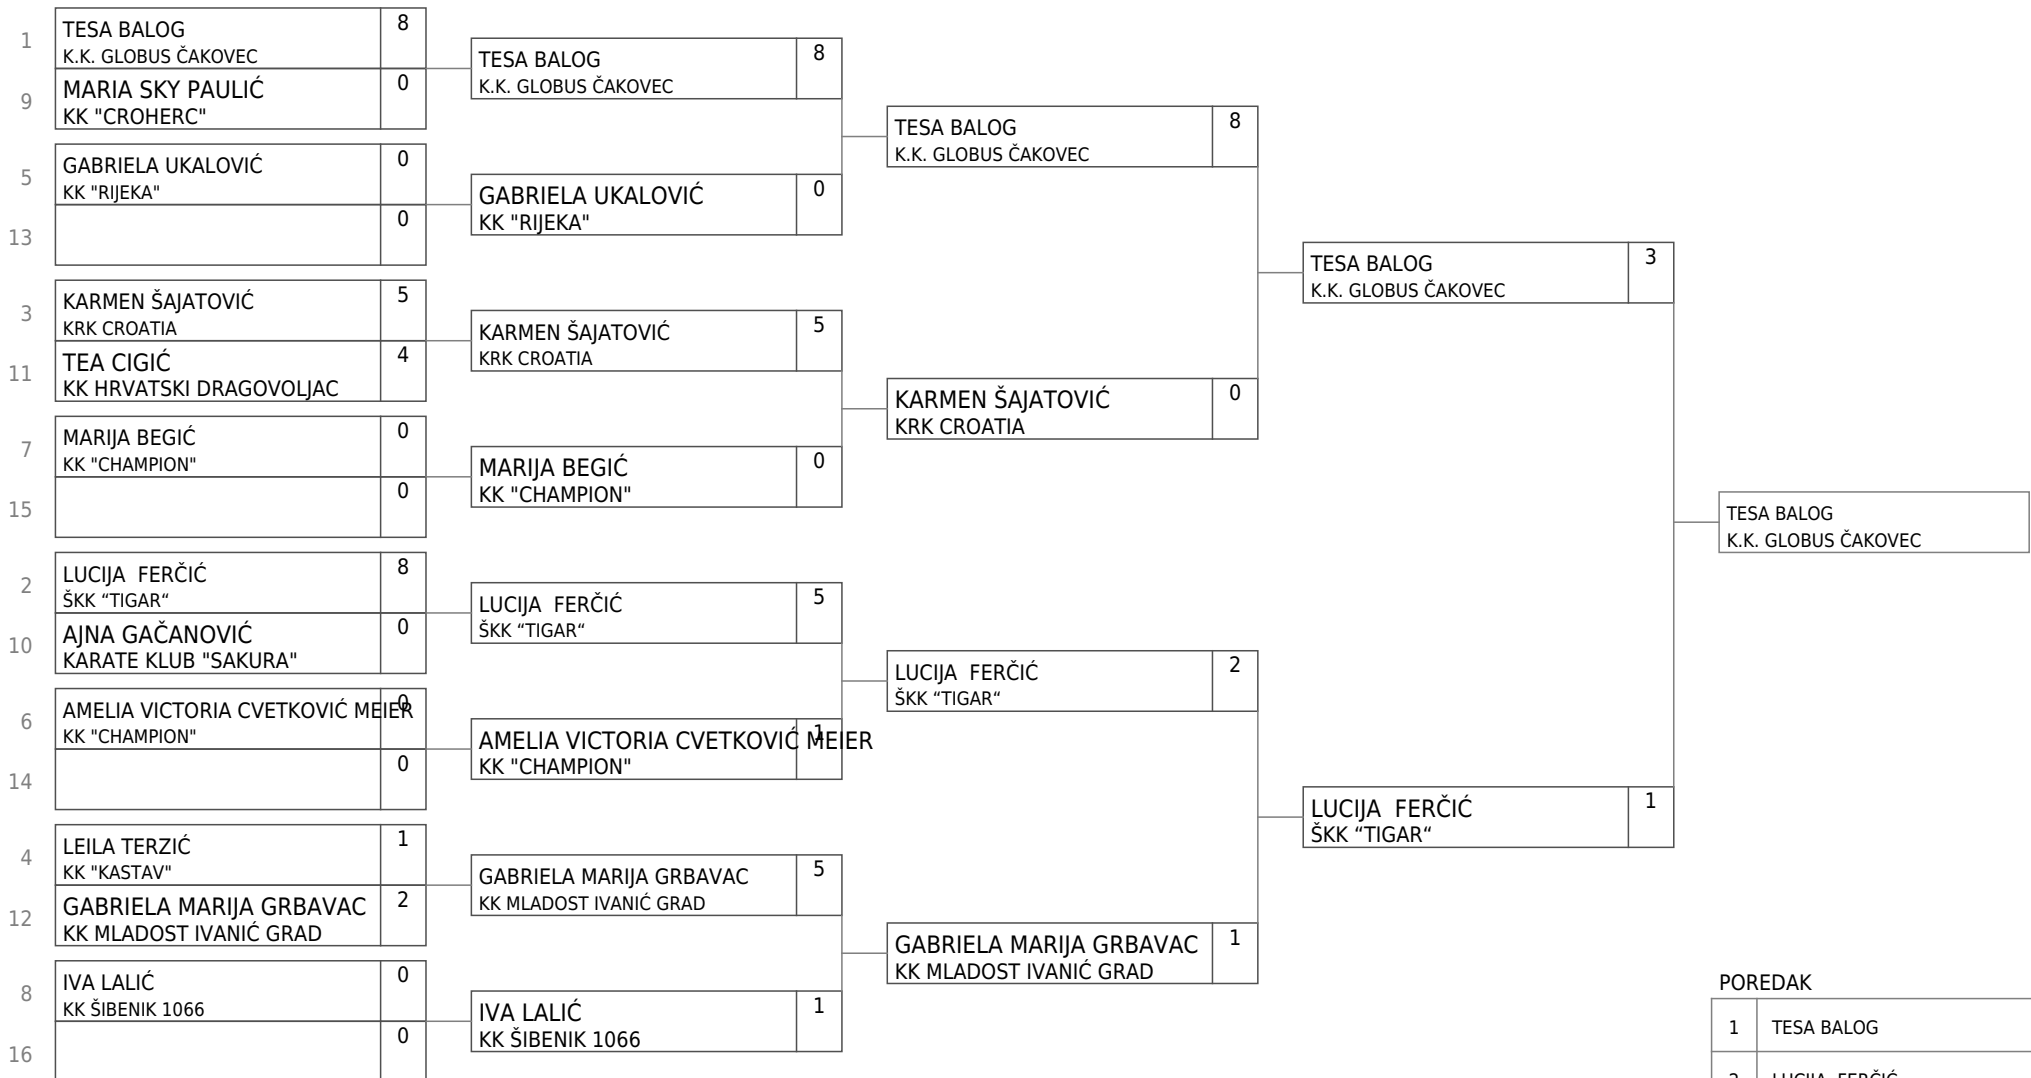 1
TESA BALOG
K.K. GLOBUS ČAKOVEC
8
9
MARIA SKY PAULIĆ
KK "CROHERC"
0
5
GABRIELA UKALOVIĆ
KK "RIJEKA"
0
13
0
3
KARMEN ŠAJATOVIĆ
KRK CROATIA
5
11
TEA CIGIĆ
KK HRVATSKI DRAGOVOLJAC
4
7
MARIJA BEGIĆ
KK "CHAMPION"
0
15
0
2
LUCIJA  FERČIĆ
ŠKK “TIGAR“
8
10
AJNA GAČANOVIĆ
KARATE KLUB "SAKURA"
0
6
AMELIA VICTORIA CVETKOVIĆ MEIER
KK "CHAMPION"
0
14
0
4
LEILA TERZIĆ
KK "KASTAV"
1
12
GABRIELA MARIJA GRBAVAC
KK MLADOST IVANIĆ GRAD
2
8
IVA LALIĆ
KK ŠIBENIK 1066
0
16
0
TESA BALOG
K.K. GLOBUS ČAKOVEC
8
GABRIELA UKALOVIĆ
KK "RIJEKA"
0
KARMEN ŠAJATOVIĆ
KRK CROATIA
5
MARIJA BEGIĆ
KK "CHAMPION"
0
LUCIJA  FERČIĆ
ŠKK “TIGAR“
5
AMELIA VICTORIA CVETKOVIĆ MEIER
KK "CHAMPION"
1
GABRIELA MARIJA GRBAVAC
KK MLADOST IVANIĆ GRAD
5
IVA LALIĆ
KK ŠIBENIK 1066
1
TESA BALOG
K.K. GLOBUS ČAKOVEC
8
KARMEN ŠAJATOVIĆ
KRK CROATIA
0
LUCIJA  FERČIĆ
ŠKK “TIGAR“
2
GABRIELA MARIJA GRBAVAC
KK MLADOST IVANIĆ GRAD
1
TESA BALOG
K.K. GLOBUS ČAKOVEC
3
LUCIJA  FERČIĆ
ŠKK “TIGAR“
1
TESA BALOG
K.K. GLOBUS ČAKOVEC
POREDAK
1 TESA BALOG
2 LUCIJA  FERČIĆ